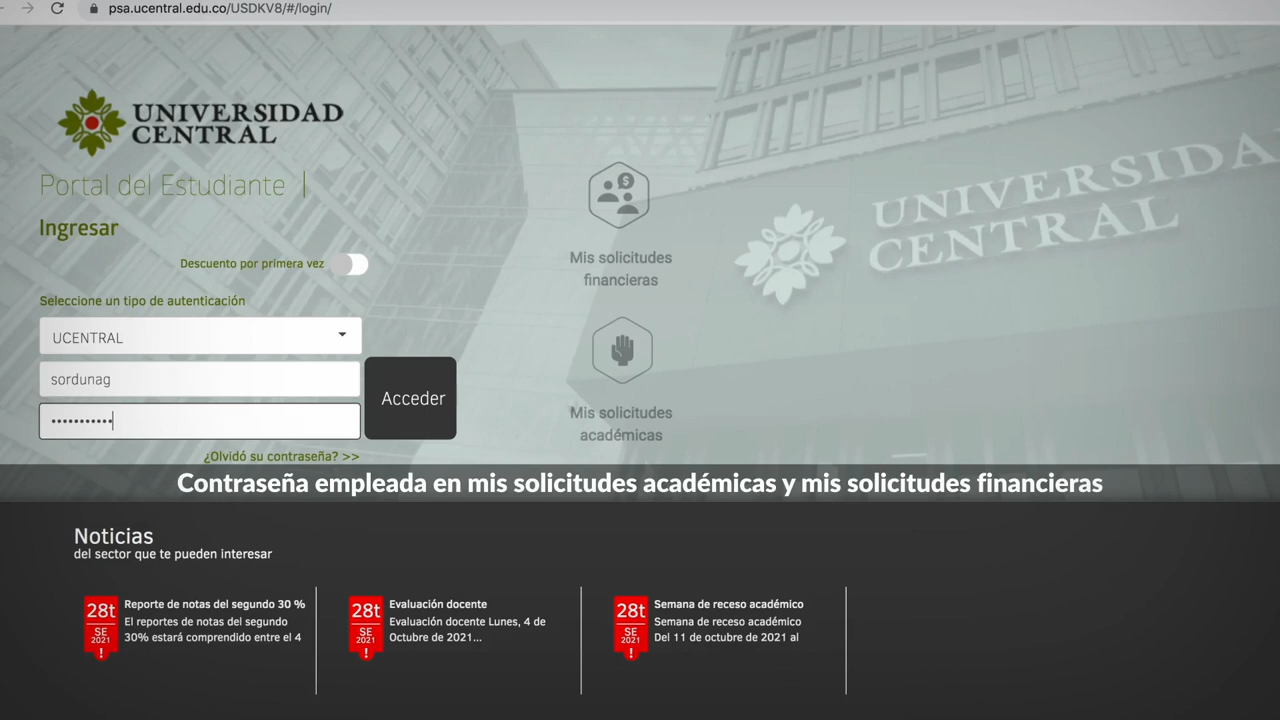 psa.ucentral.edu.co/USDKV8/#/login/
UNIVERSIDAD
CENTRAL
Portal del Estudiante
Ingresar
Descuento por primera vez
Seleccione un tipo de autenticación
UCENTRAL
sordunag
•••••••••••
Acceder
¿Olvidó su contraseña? >>
Mis solicitudes
financieras
Mis solicitudes
académicas
UNIVERSIDA
CENTRAL
Contraseña empleada en mis solicitudes académicas y mis solicitudes financieras
Noticias
del sector que te pueden interesar
28t
SE
2021
!
Reporte de notas del segundo 30 %
El reportes de notas del segundo
30% estará comprendido entre el 4
28t
SE
2021
!
Evaluación docente
Evaluación docente Lunes, 4 de
Octubre de 2021...
28t
SE
2021
!
Semana de receso académico
Semana de receso académico
Del 11 de octubre de 2021 al